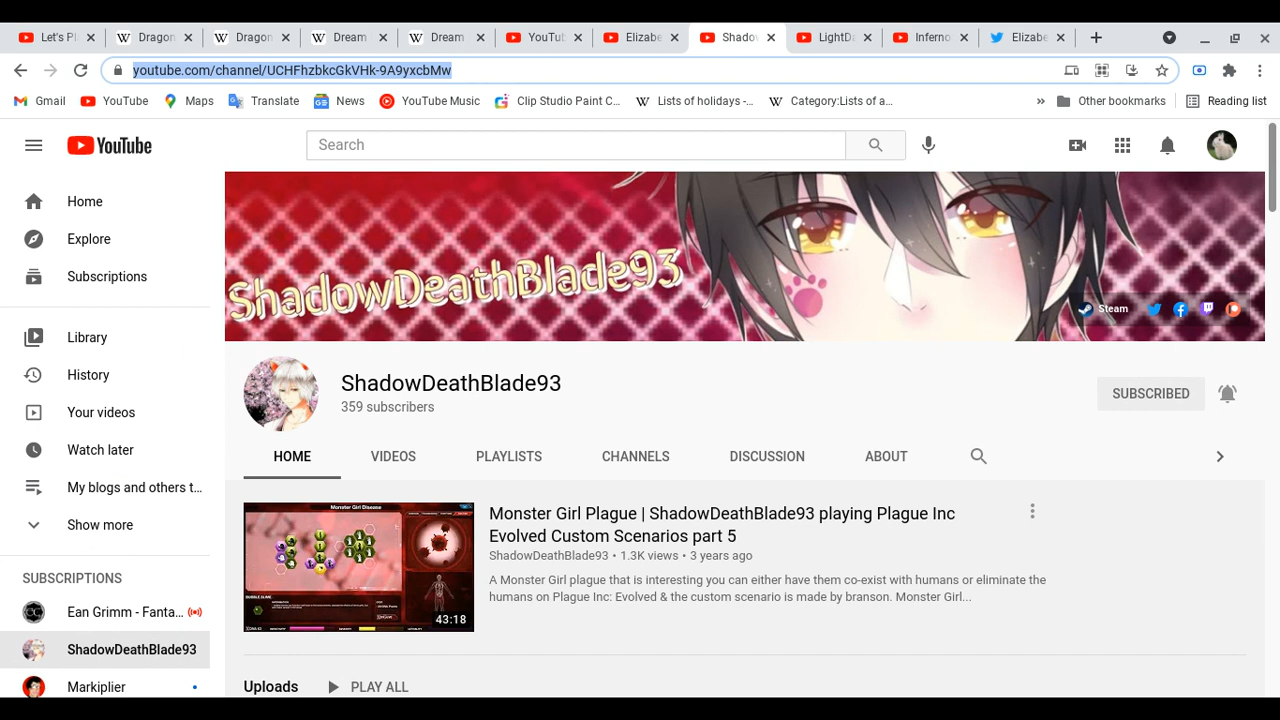 Let's Pl
Dragon
Dragon
Dream
Dream
YouTub
Elizabe
Shadow
LightDa
Inferno
Elizabe
youtube.com/channel/UCHFhzbkcGkVHk-9A9yxcbMw
Gmail
YouTube
Maps
Translate
News
YouTube Music
Clip Studio Paint C...
Lists of holidays -...
Category:Lists of a...
»
Other bookmarks
Reading list
YouTube
Search
Home
Explore
Subscriptions
Library
History
Your videos
Watch later
My blogs and others t...
Show more
SUBSCRIPTIONS
Ean Grimm - Fanta...
ShadowDeathBlade93
Markiplier
ShadowDeathBlade93
Steam
ShadowDeathBlade93
359 subscribers
SUBSCRIBED
HOME
VIDEOS
PLAYLISTS
CHANNELS
DISCUSSION
ABOUT
Monster Girl Disease
43:18
Monster Girl Plague | ShadowDeathBlade93 playing Plague Inc
Evolved Custom Scenarios part 5
ShadowDeathBlade93 • 1.3K views • 3 years ago
A Monster Girl plague that is interesting you can either have them co-exist with humans or eliminate the
humans on Plague Inc: Evolved & the custom scenario is made by branson. Monster Girl...
Uploads
PLAY ALL